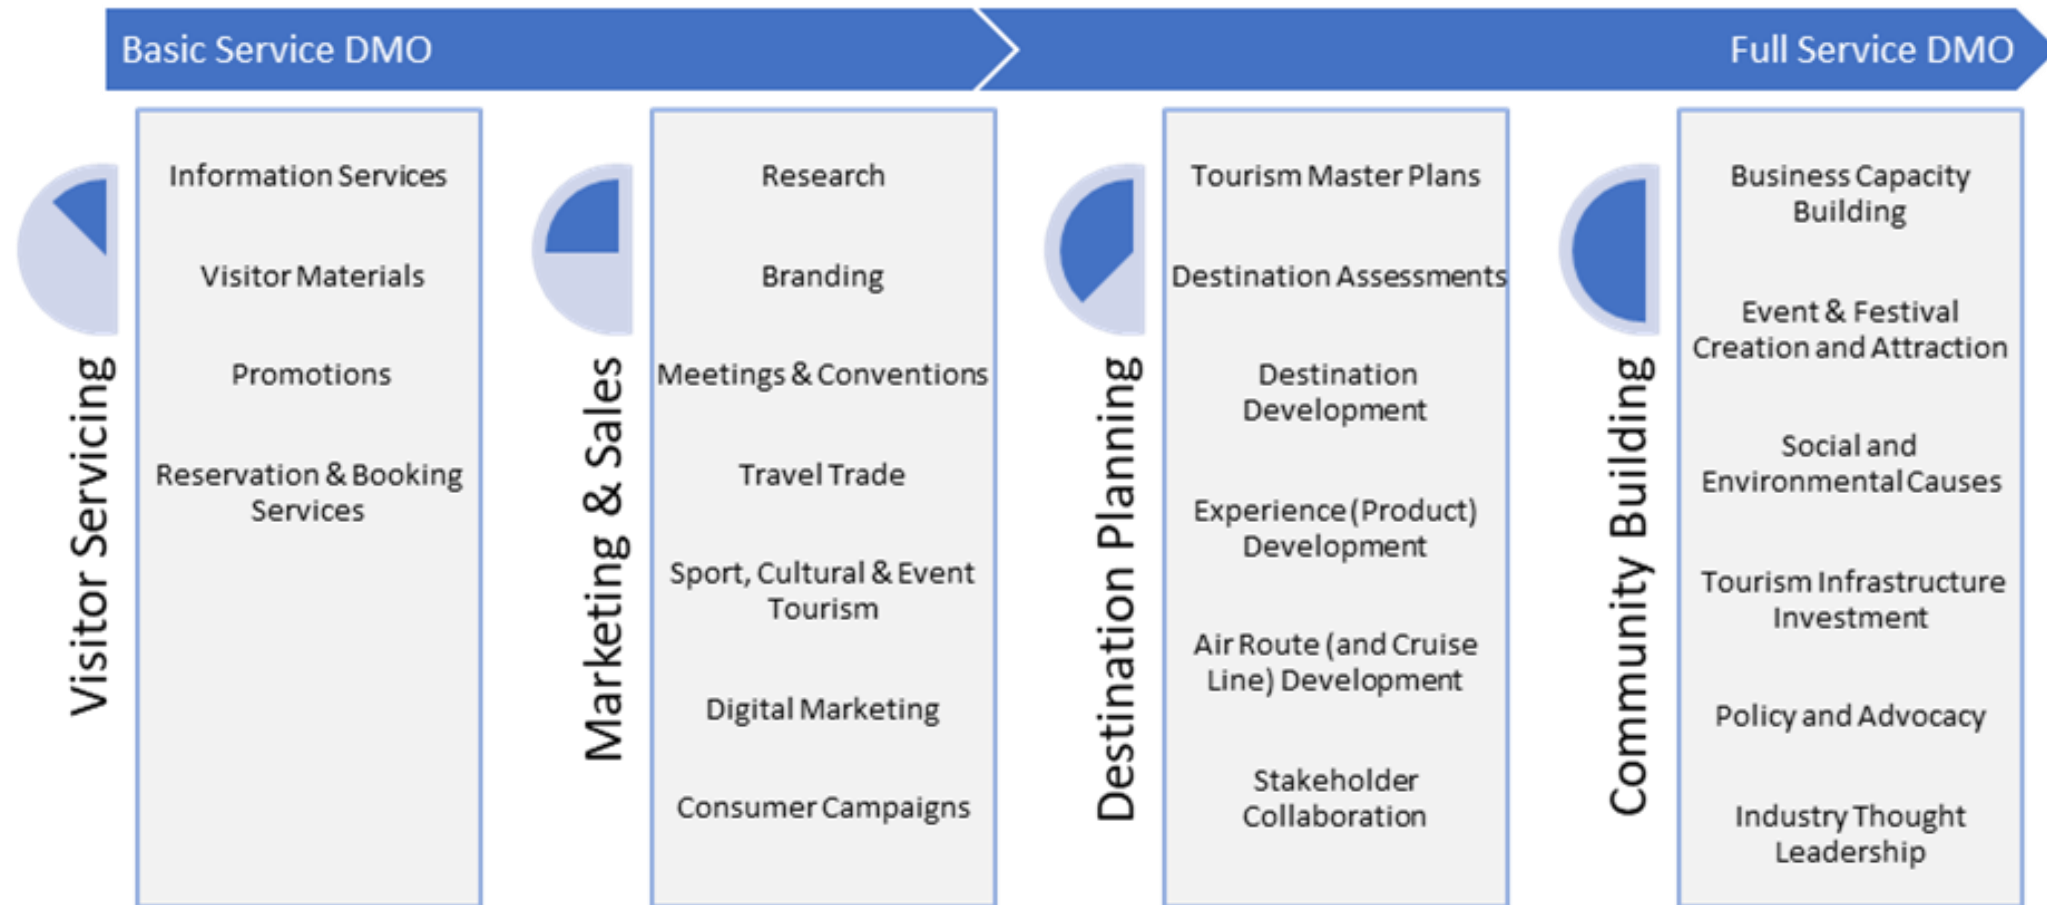 Basic Service DMO
Full Service DMO
Visitor Servicing
Information Services
Visitor Materials
Promotions
Reservation & Booking
Services
Marketing & Sales
Research
Branding
Meetings & Conventions
Travel Trade
Sport, Cultural & Event
Tourism
Digital Marketing
Consumer Campaigns
Destination Planning
Tourism Master Plans
Destination Assessments
Destination
Development
Experience (Product)
Development
Air Route (and Cruise
Line) Development
Stakeholder
Collaboration
Community Building
Business Capacity
Building
Event & Festival
Creation and Attraction
Social and
Environmental Causes
Tourism Infrastructure
Investment
Policy and Advocacy
Industry Thought
Leadership